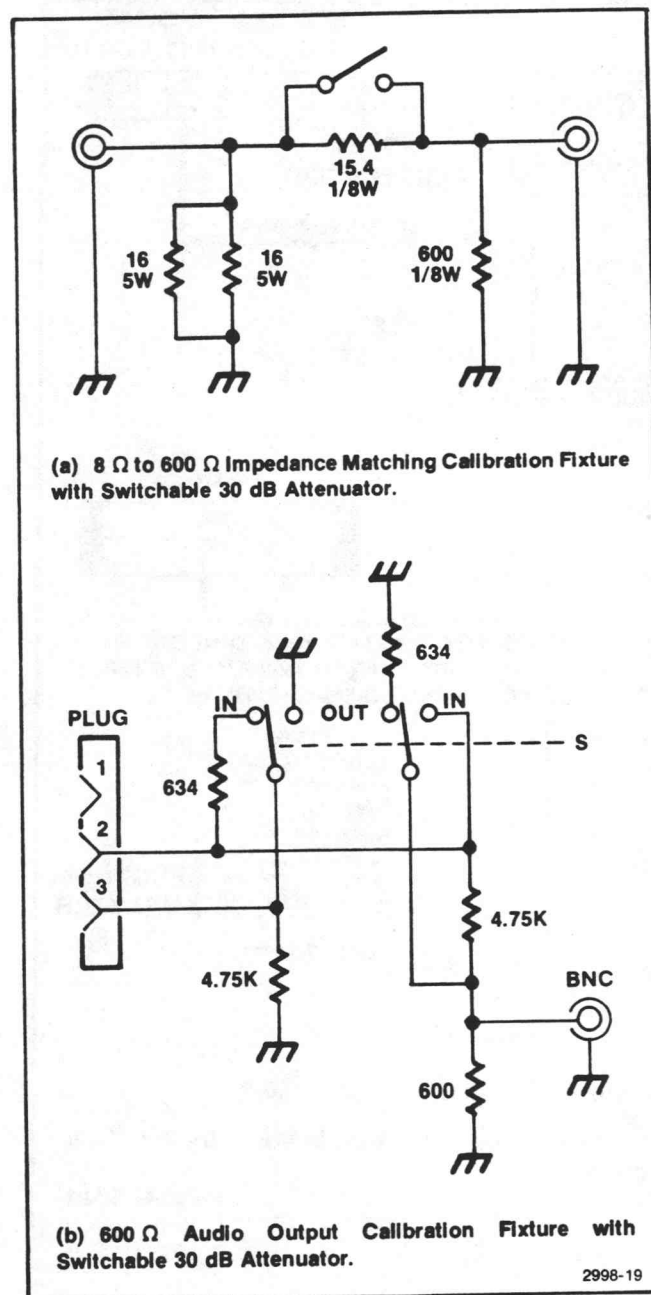 15.4
1/8W
16
5W
16
5W
600
1/8W
(a) 8 Ω to 600 Ω Impedance Matching Calibration Fixture
with Switchable 30 dB Attenuator.
634
IN
OUT
IN
PLUG
S
1
634
2
3
4.75K
4.75K
BNC
600
(b) 600 Ω Audio Output Calibration Fixture with
Switchable 30 dB Attenuator.
2998-19